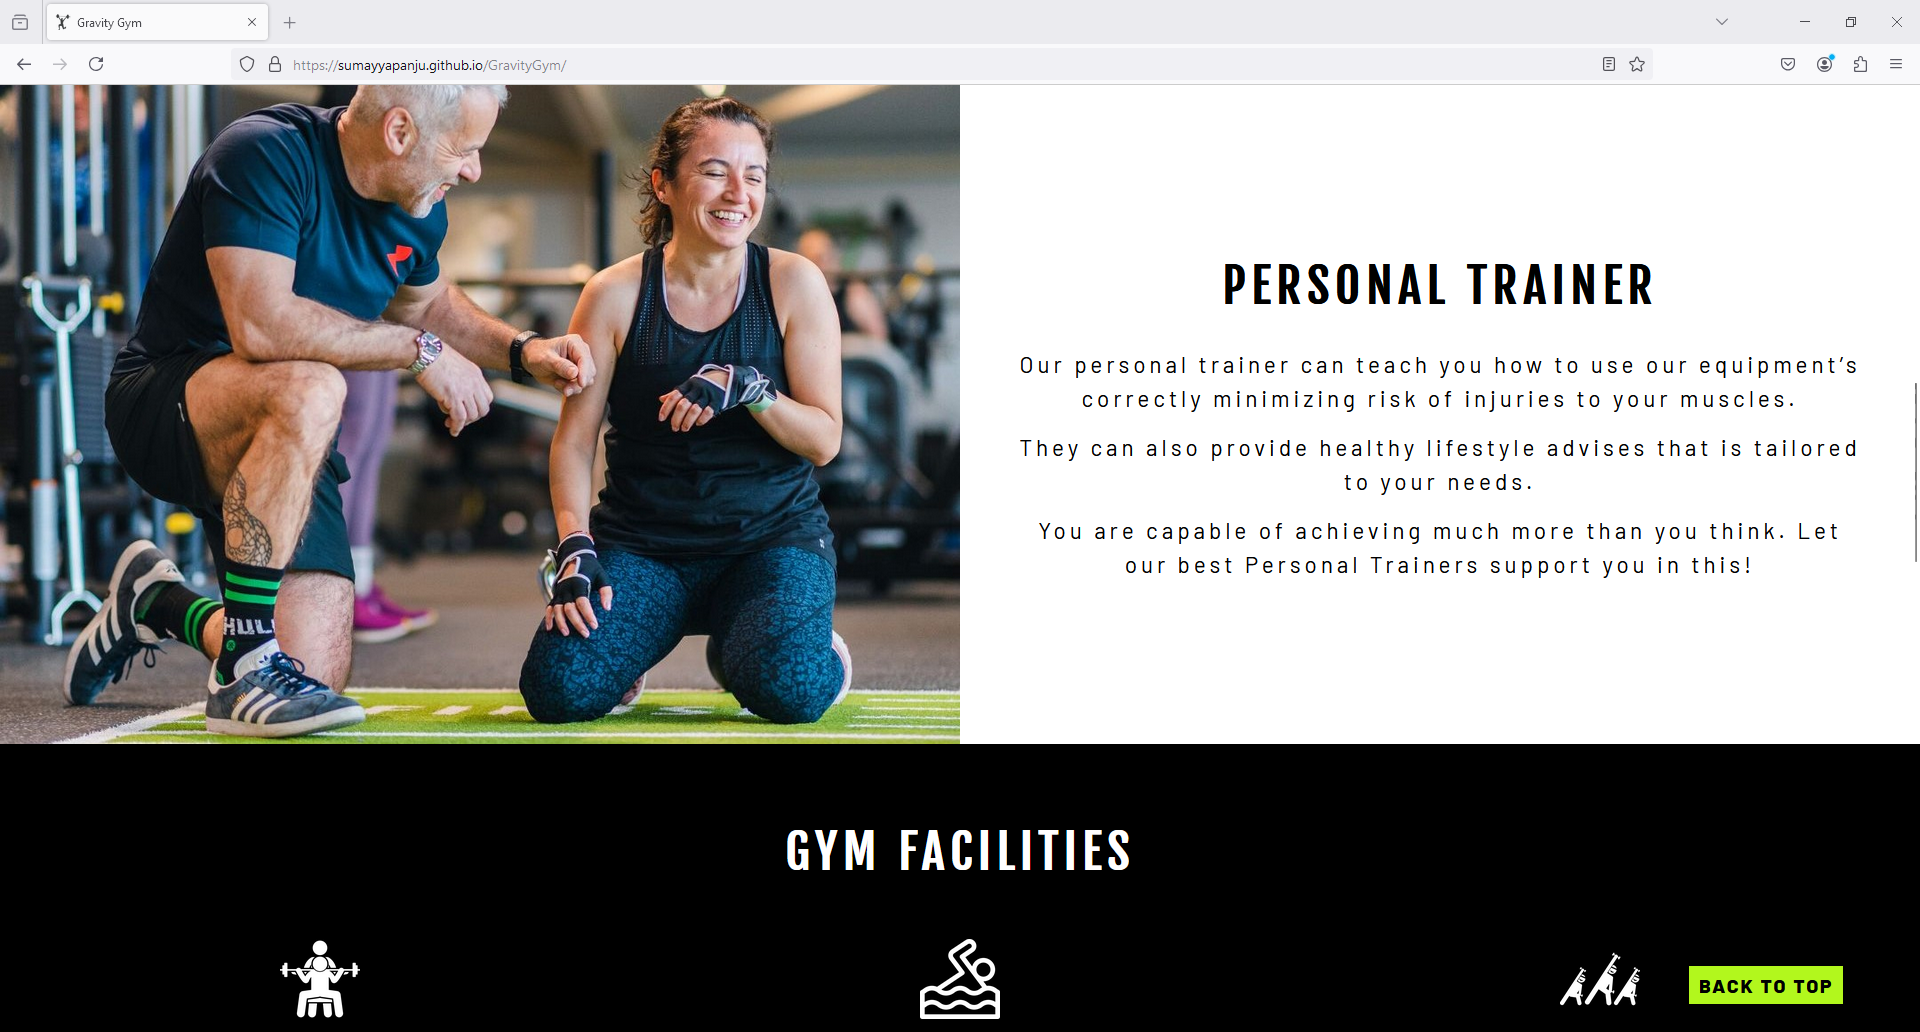 Gravity Gym
https://sumayyapanju.github.io/GravityGym/
PERSONAL TRAINER
Our personal trainer can teach you how to use our equipment’s
correctly minimizing risk of injuries to your muscles.
They can also provide healthy lifestyle advises that is tailored
to your needs.
You are capable of achieving much more than you think. Let
our best Personal Trainers support you in this!
GYM FACILITIES
BACK TO TOP